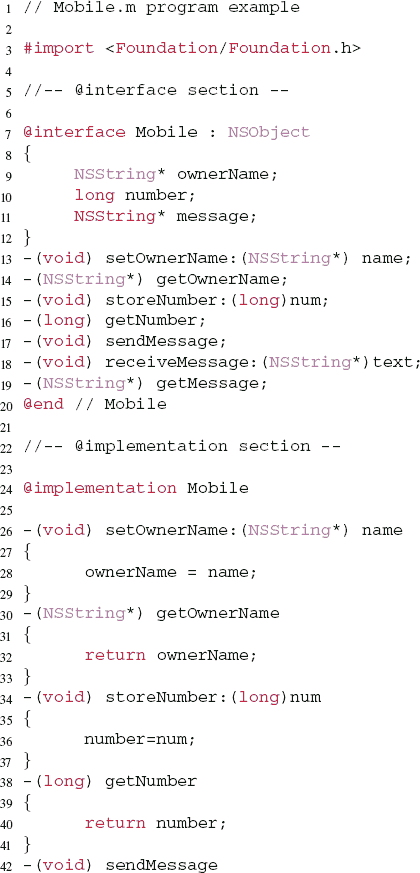 1 // Mobile.m program example
2
3 #import <Foundation/Foundation.h>
4
5 //-- @interface section --
6
7 @interface Mobile : NSObject
8 {
9 NSString* ownerName;
10 long number;
11 NSString* message;
12 }
13 -(void) setOwnerName:(NSString*) name;
14 -(NSString*) getOwnerName;
15 -(void) storeNumber:(long)num;
16 -(long) getNumber;
17 -(void) sendMessage;
18 -(void) receiveMessage:(NSString*)text;
19 -(NSString*) getMessage;
20 @end // Mobile
21
22 //-- @implementation section --
23
24 @implementation Mobile
25
26 -(void) setOwnerName:(NSString*) name
27 {
28 ownerName = name;
29 }
30 -(NSString*) getOwnerName
31 {
32 return ownerName;
33 }
34 -(void) storeNumber:(long)num
35 {
36 number=num;
37 }
38 -(long) getNumber
39 {
40 return number;
41 }
42 -(void) sendMessage